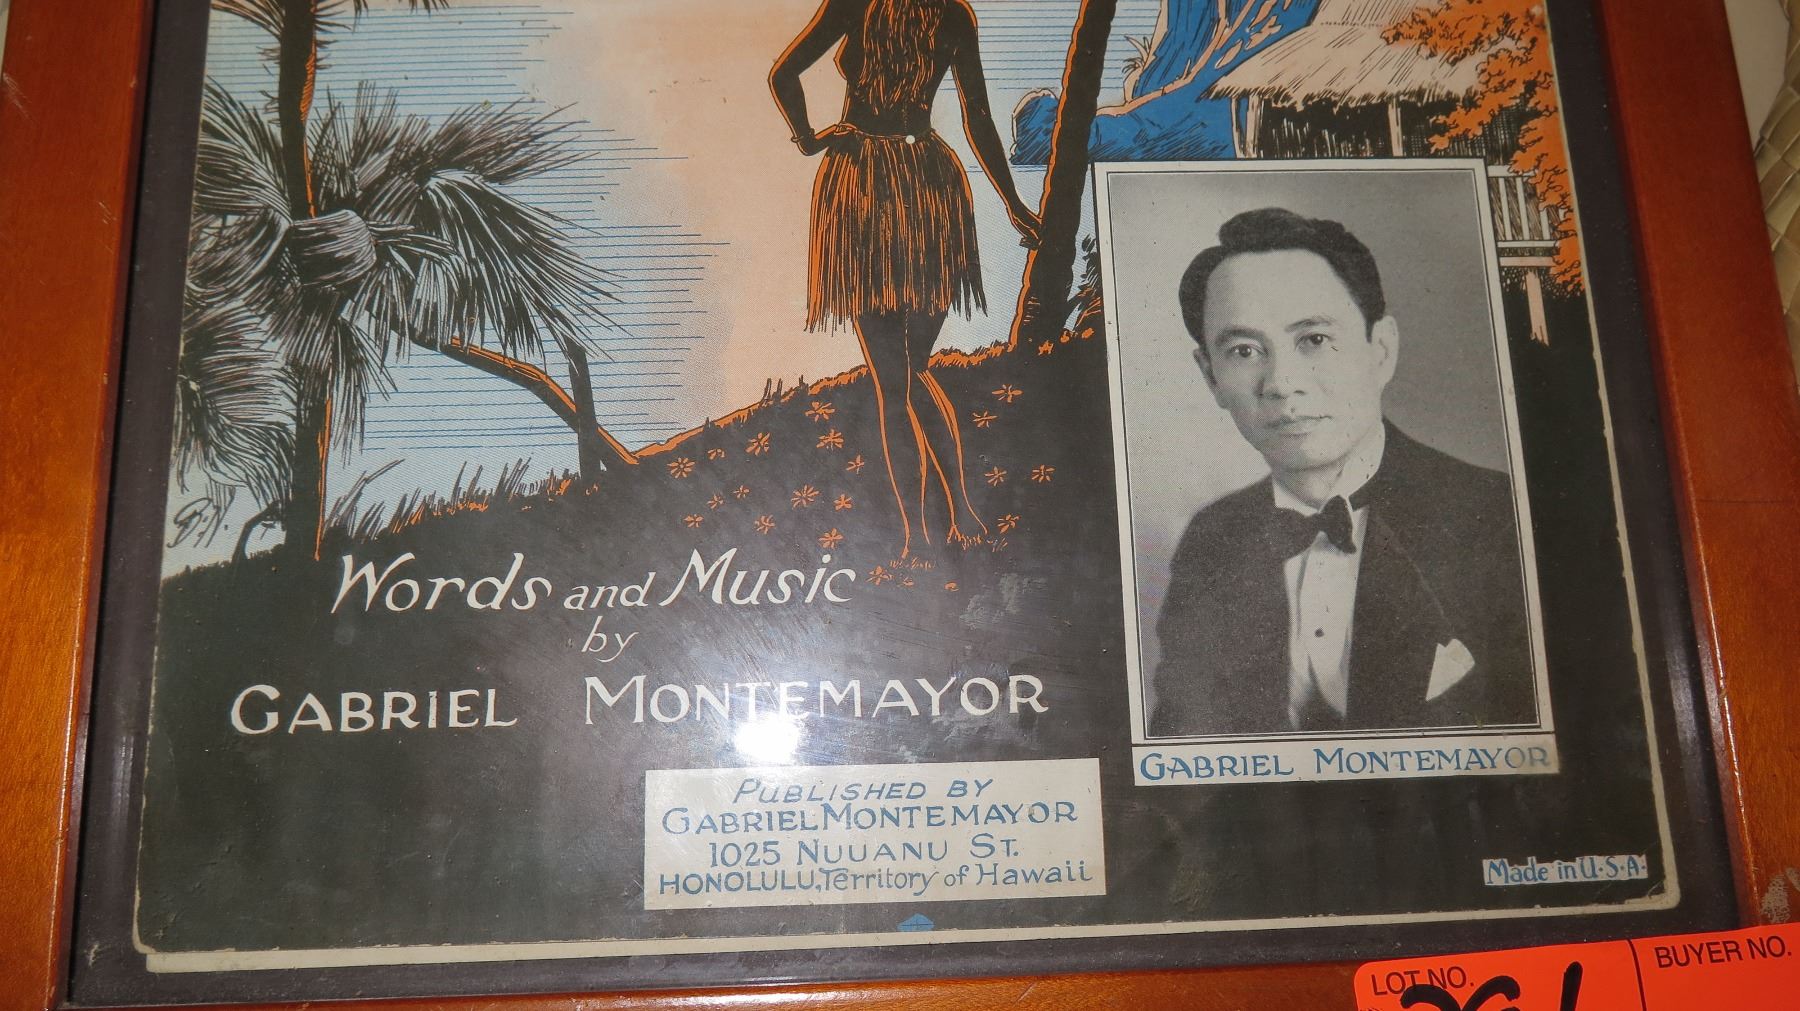 Words and Music
by
GABRIEL MONTEMAYOR
GABRIEL MONTEMAYOR
PUBLISHED BY
GABRIEL MONTEMAYOR
1025 NUUANU ST.
HONOLULU, Territory of Hawaii
Made in U.S.A.
LOT NO.
BUYER NO.